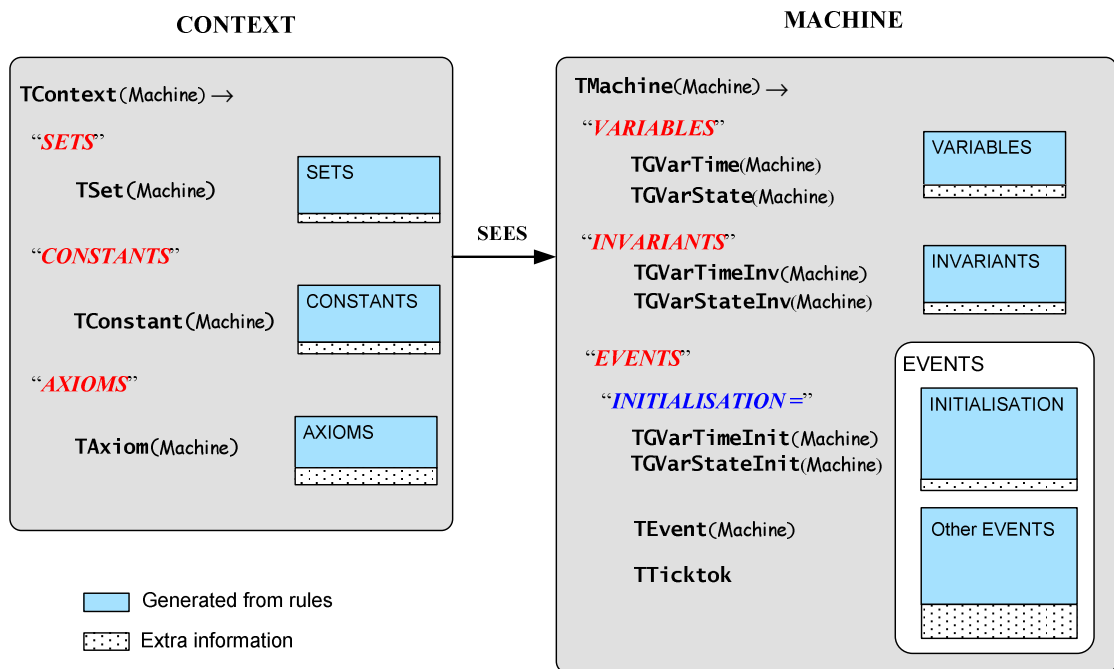 CONTEXT
TContext(Machine) →
“SETS”
TSet(Machine)
SETS
“CONSTANTS”
TConstant(Machine)
CONSTANTS
“AXIOMS”
TAxiom(Machine)
AXIOMS
SEES
MACHINE
TMachine(Machine) →
“VARIABLES”
TGVarTime(Machine)
TGVarState(Machine)
VARIABLES
“INVARIANTS”
TGVarTimeInv(Machine)
TGVarStateInv(Machine)
INVARIANTS
“EVENTS”
“INITIALISATION =”
TGVarTimeInit(Machine)
TGVarStateInit(Machine)
TEvent(Machine)
TTicktok
EVENTS
INITIALISATION
Other EVENTS
Generated from rules
Extra information